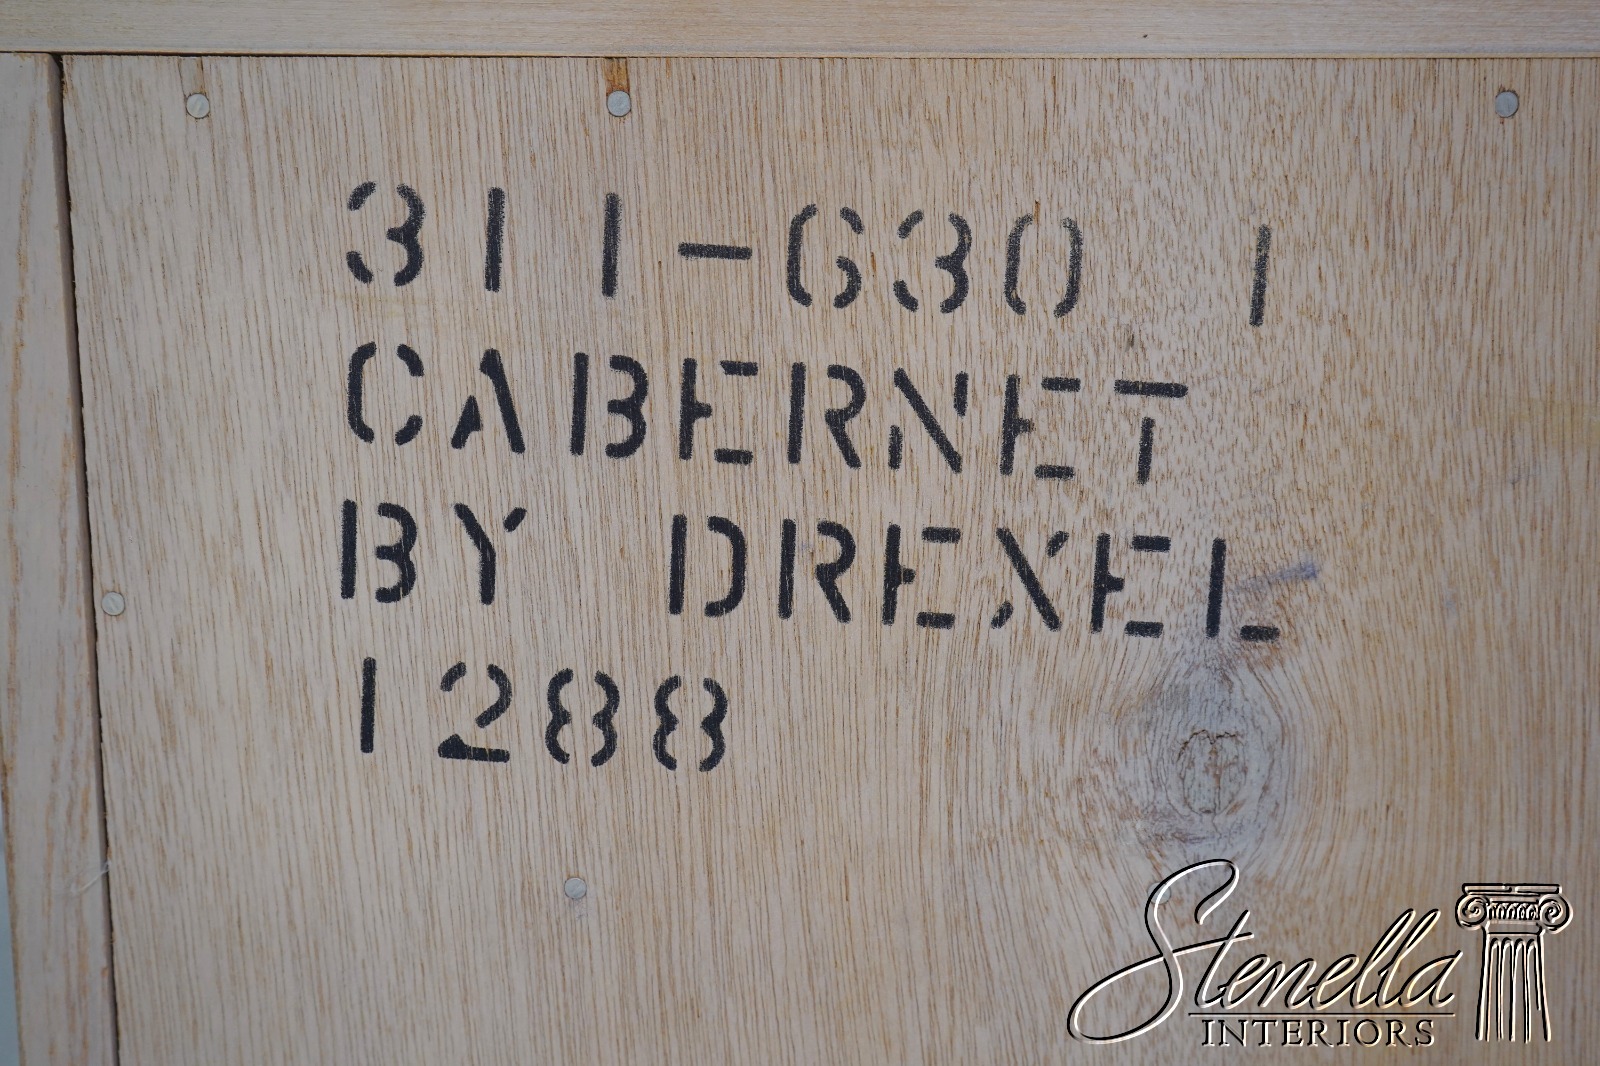 311-630 1
CABERNET
BY DREXEL
1288
Stenella
INTERIORS